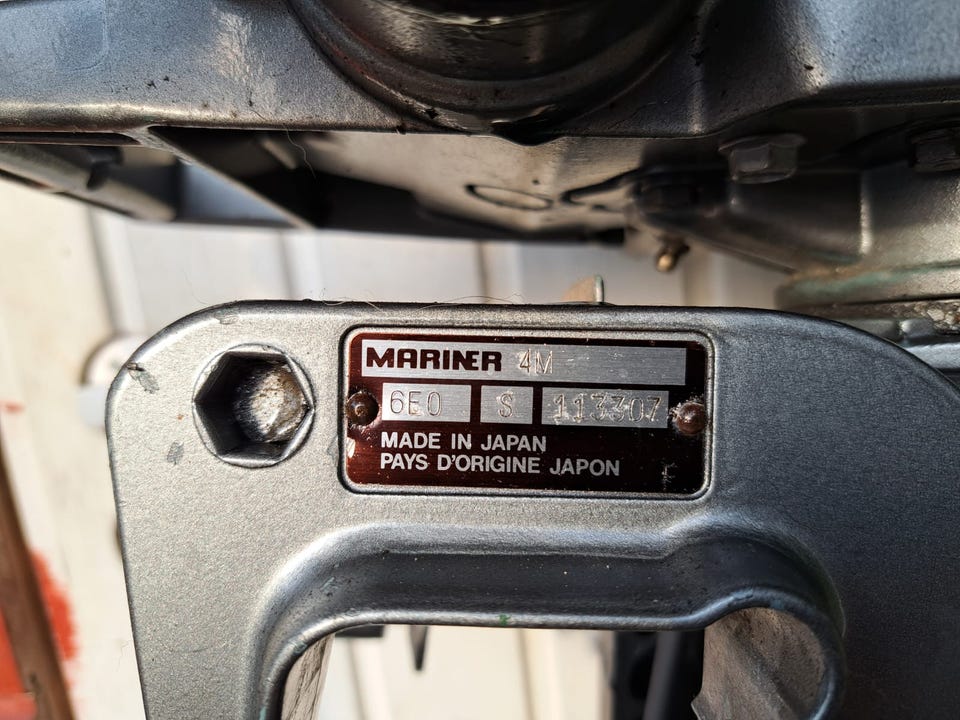 MARINER 4M
6E0 S 113307
MADE IN JAPAN
PAYS D'ORIGINE JAPON